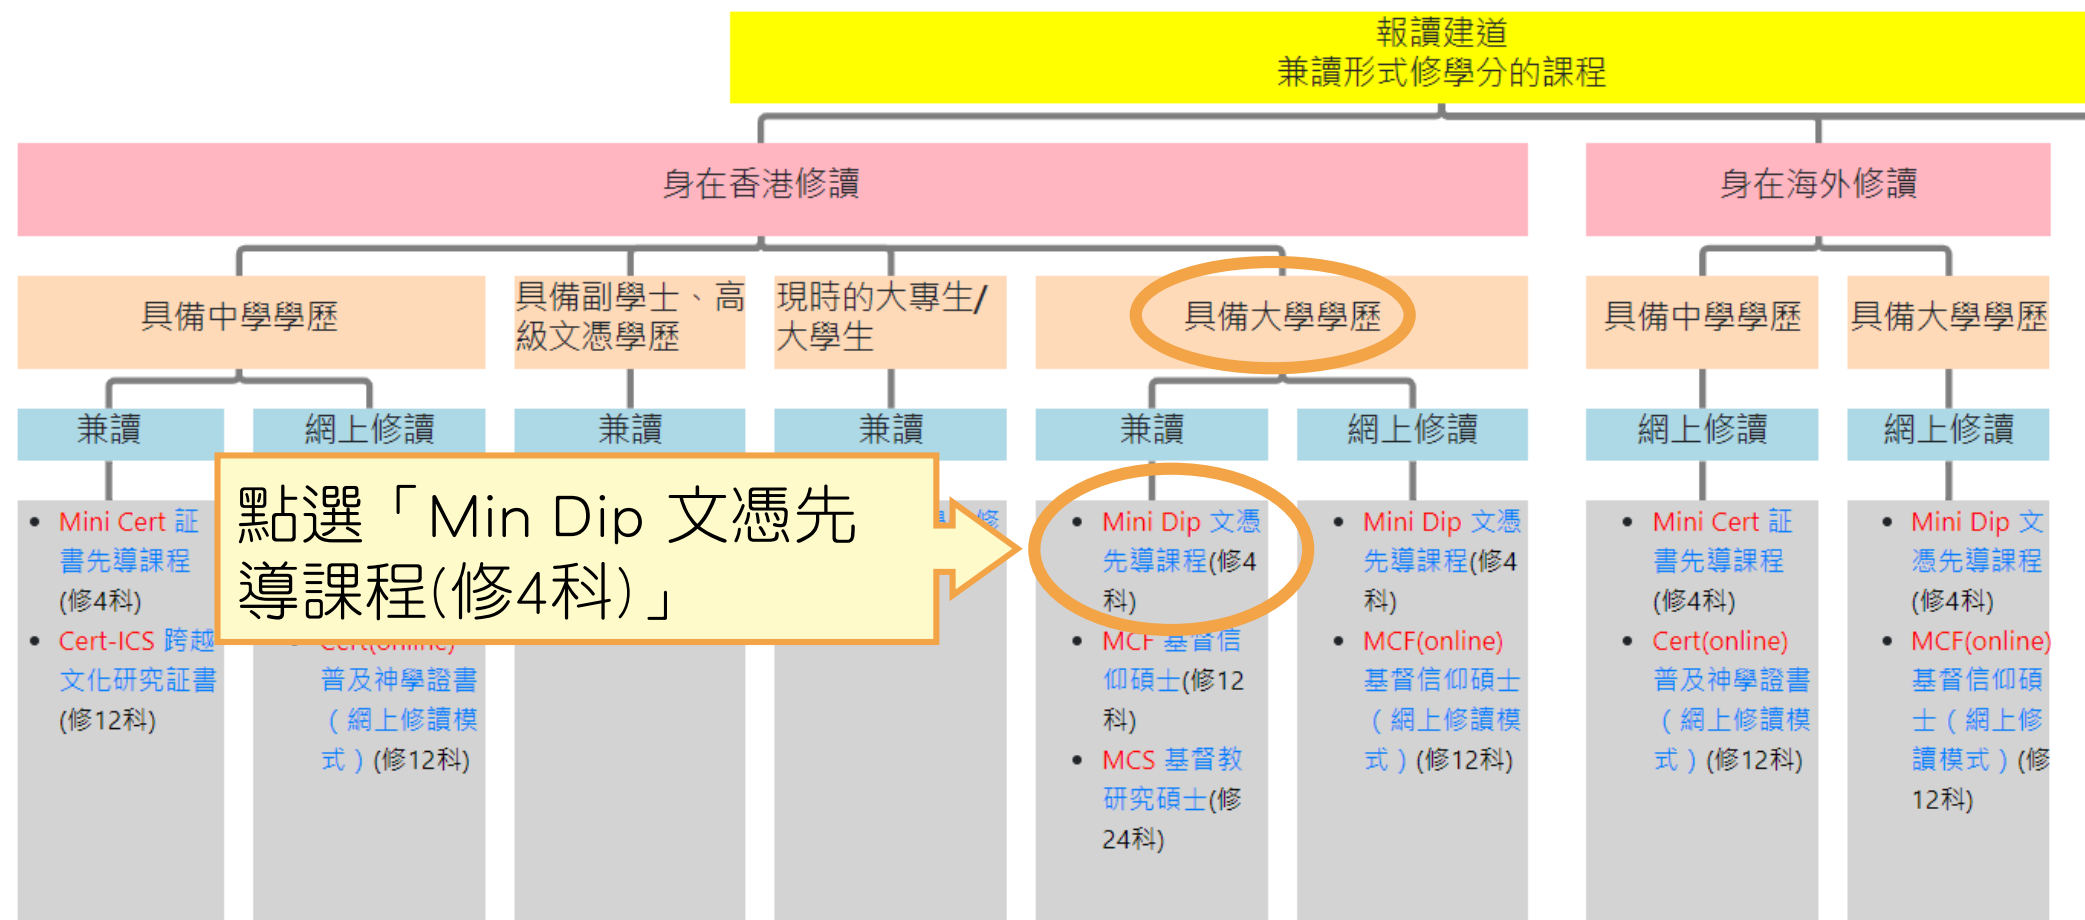 報讀建道
兼讀形式修學分的課程
身在香港修讀
身在海外修讀
具備中學學歷
具備副學士、高
級文憑學歷
現時的大專生/
大學生
具備大學學歷
具備中學學歷
具備大學學歷
兼讀
網上修讀
兼讀
兼讀
兼讀
網上修讀
網上修讀
網上修讀
點選「Min Dip 文憑先
導課程(修4科)」
Mini Cert 証
書先導課程
(修4科)
Cert-ICS 跨越
文化研究証書
(修12科)
Cert(online)
普及神學證書
（網上修讀模
式）(修12科)
修
Mini Dip 文憑
先導課程(修4
科)
MCF 基督信
仰碩士(修12
科)
MCS 基督教
研究碩士(修
24科)
Mini Dip 文憑
先導課程(修4
科)
MCF(online)
基督信仰碩士
（網上修讀模
式）(修12科)
Mini Cert 証
書先導課程
(修4科)
Cert(online)
普及神學證書
（網上修讀模
式）(修12科)
Mini Dip 文
憑先導課程
(修4科)
MCF(online)
基督信仰碩
士（網上修
讀模式）(修
12科)